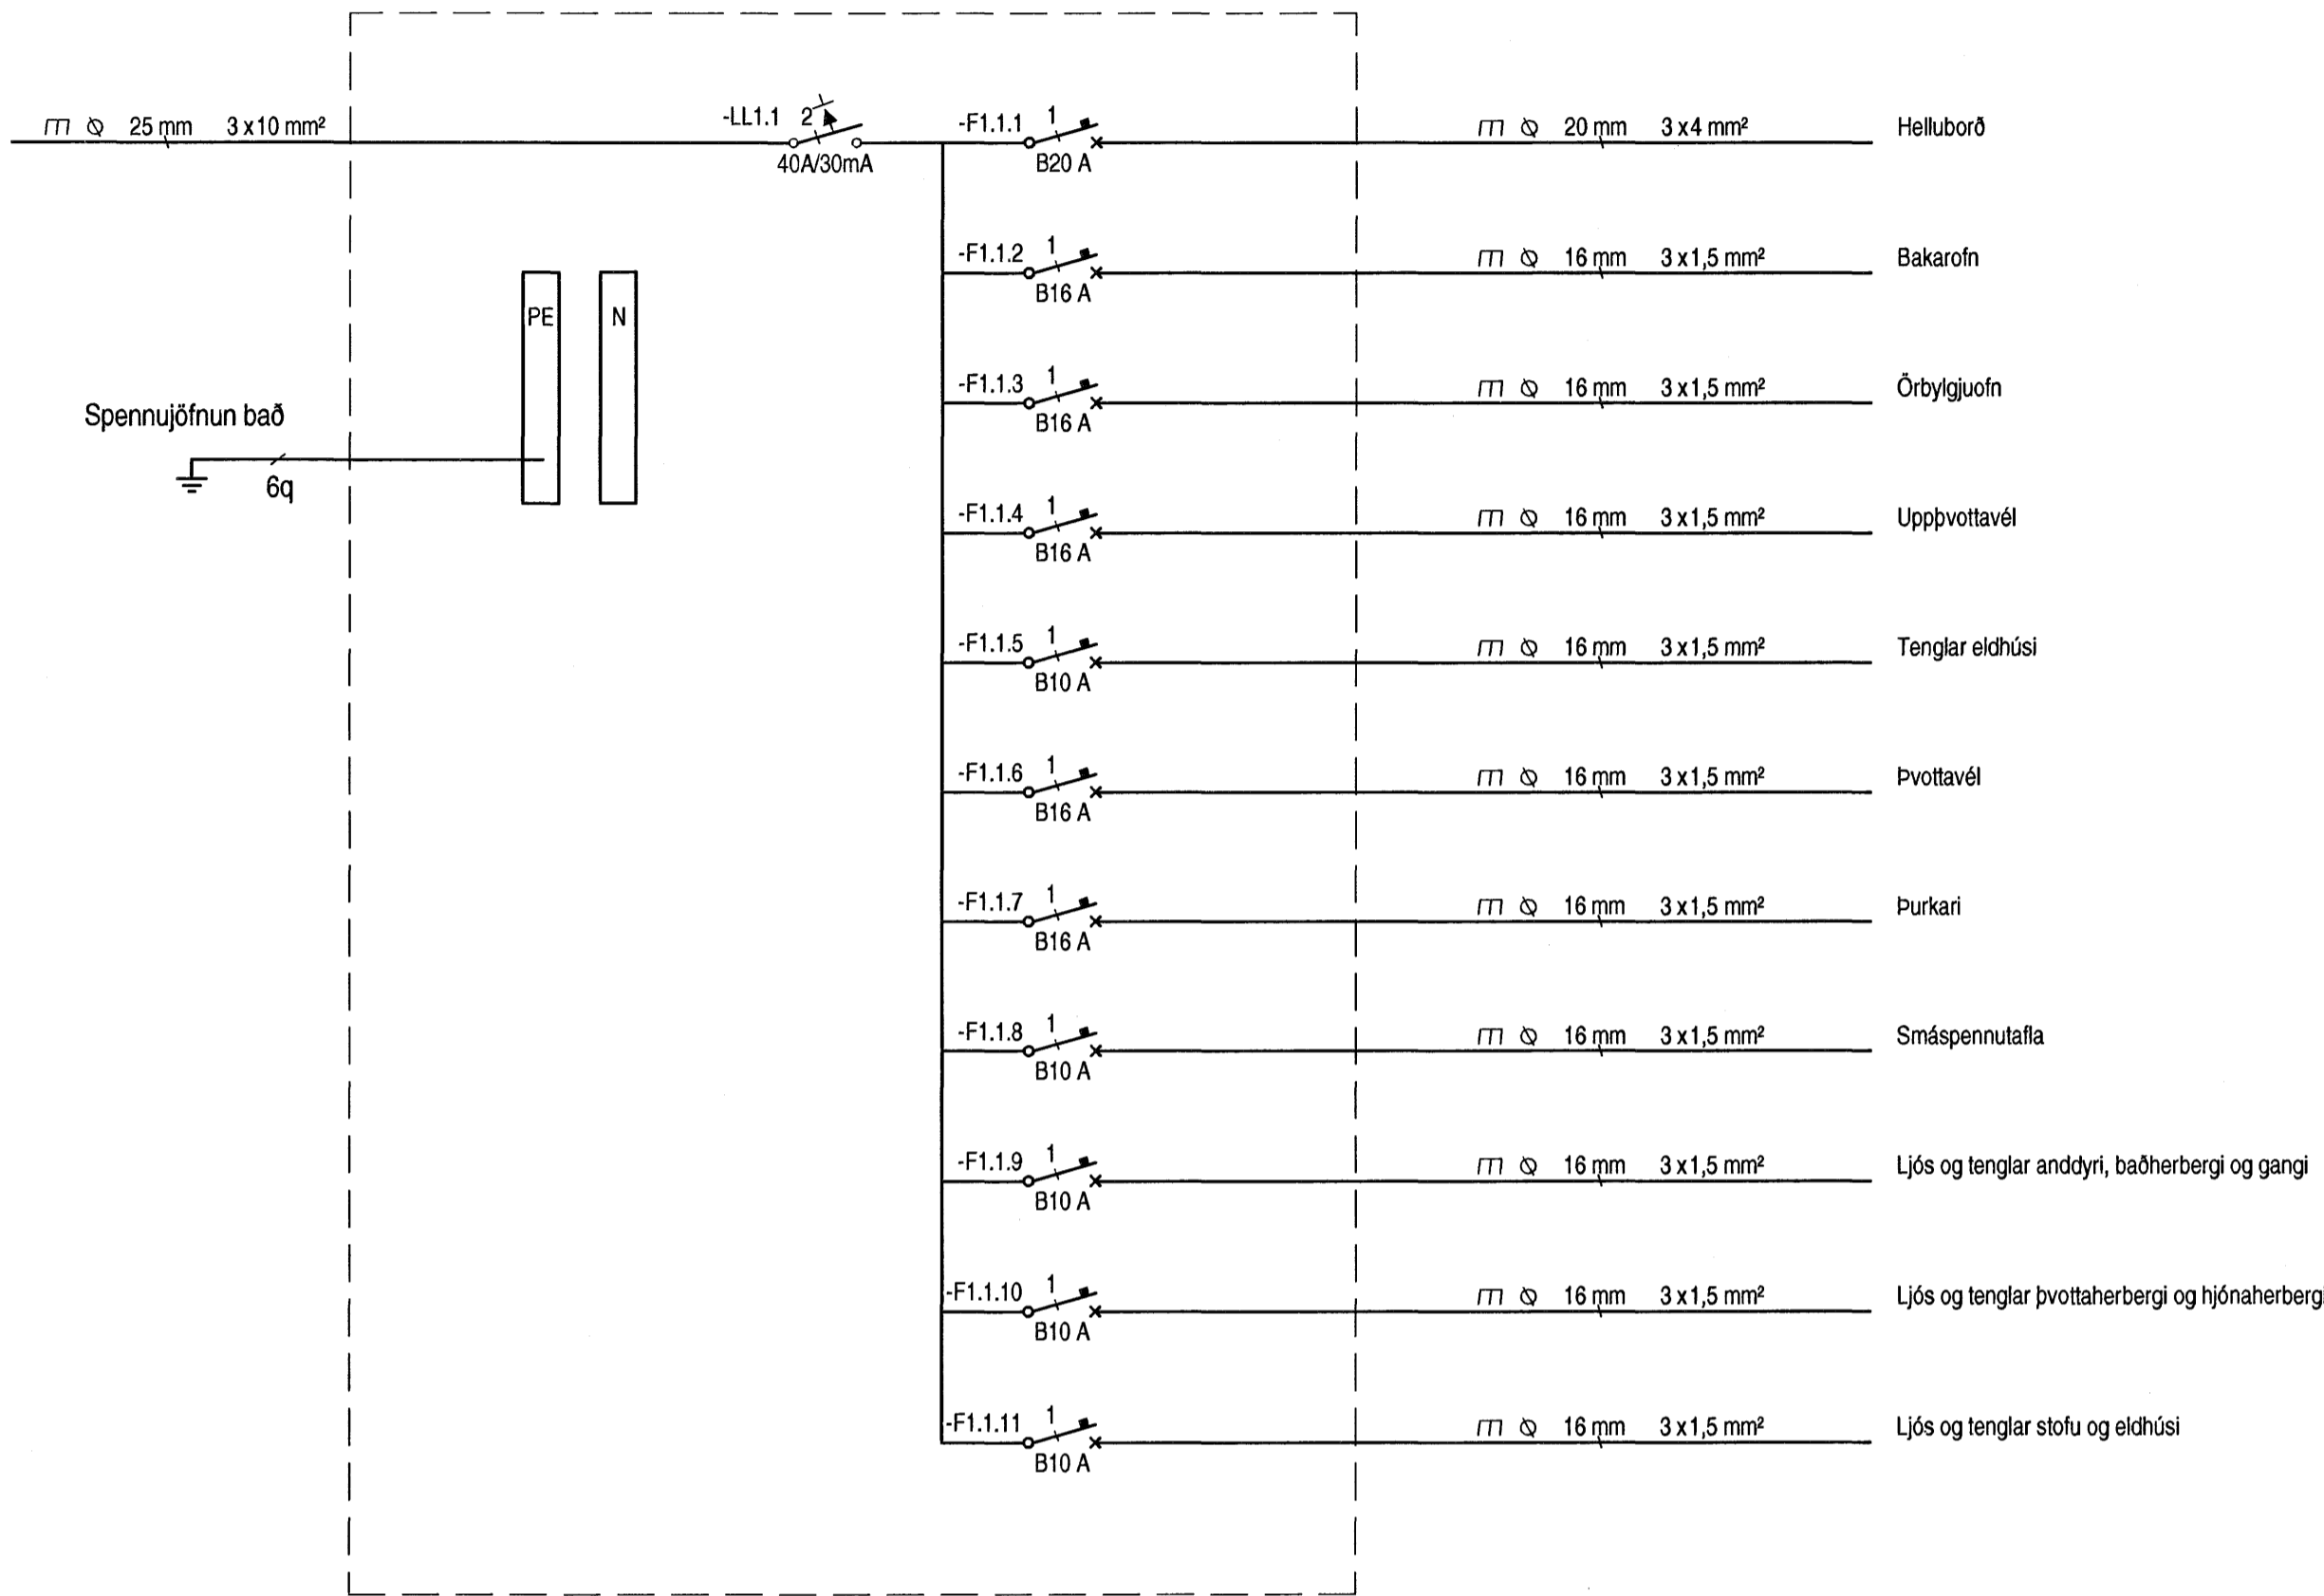 25 mm 3 x 10 mm²
-LL1.1 2
40A/30mA
-F1.1.1 1
B20 A
20 mm 3 x 4 mm² Helluborð
-F1.1.2 1
B16 A
16 mm 3 x 1,5 mm² Bakarofn
PE N
-F1.1.3 1
B16 A
16 mm 3 x 1,5 mm² Örbylgjuofn
Spennujöfnun bað
6q
-F1.1.4 1
B16 A
16 mm 3 x 1,5 mm² Uppþvottavél
-F1.1.5 1
B10 A
16 mm 3 x 1,5 mm² Tenglar eldhúsi
-F1.1.6 1
B16 A
16 mm 3 x 1,5 mm² Þvottavél
-F1.1.7 1
B16 A
16 mm 3 x 1,5 mm² Þurkari
-F1.1.8 1
B10 A
16 mm 3 x 1,5 mm² Smáspennutafla
-F1.1.9 1
B10 A
16 mm 3 x 1,5 mm² Ljós og tenglar anddyri, baðherbergi og gangi
-F1.1.10 1
B10 A
16 mm 3 x 1,5 mm² Ljós og tenglar þvottaherbergi og hjónaherbergi
-F1.1.11 1
B10 A
16 mm 3 x 1,5 mm² Ljós og tenglar stofu og eldhúsi